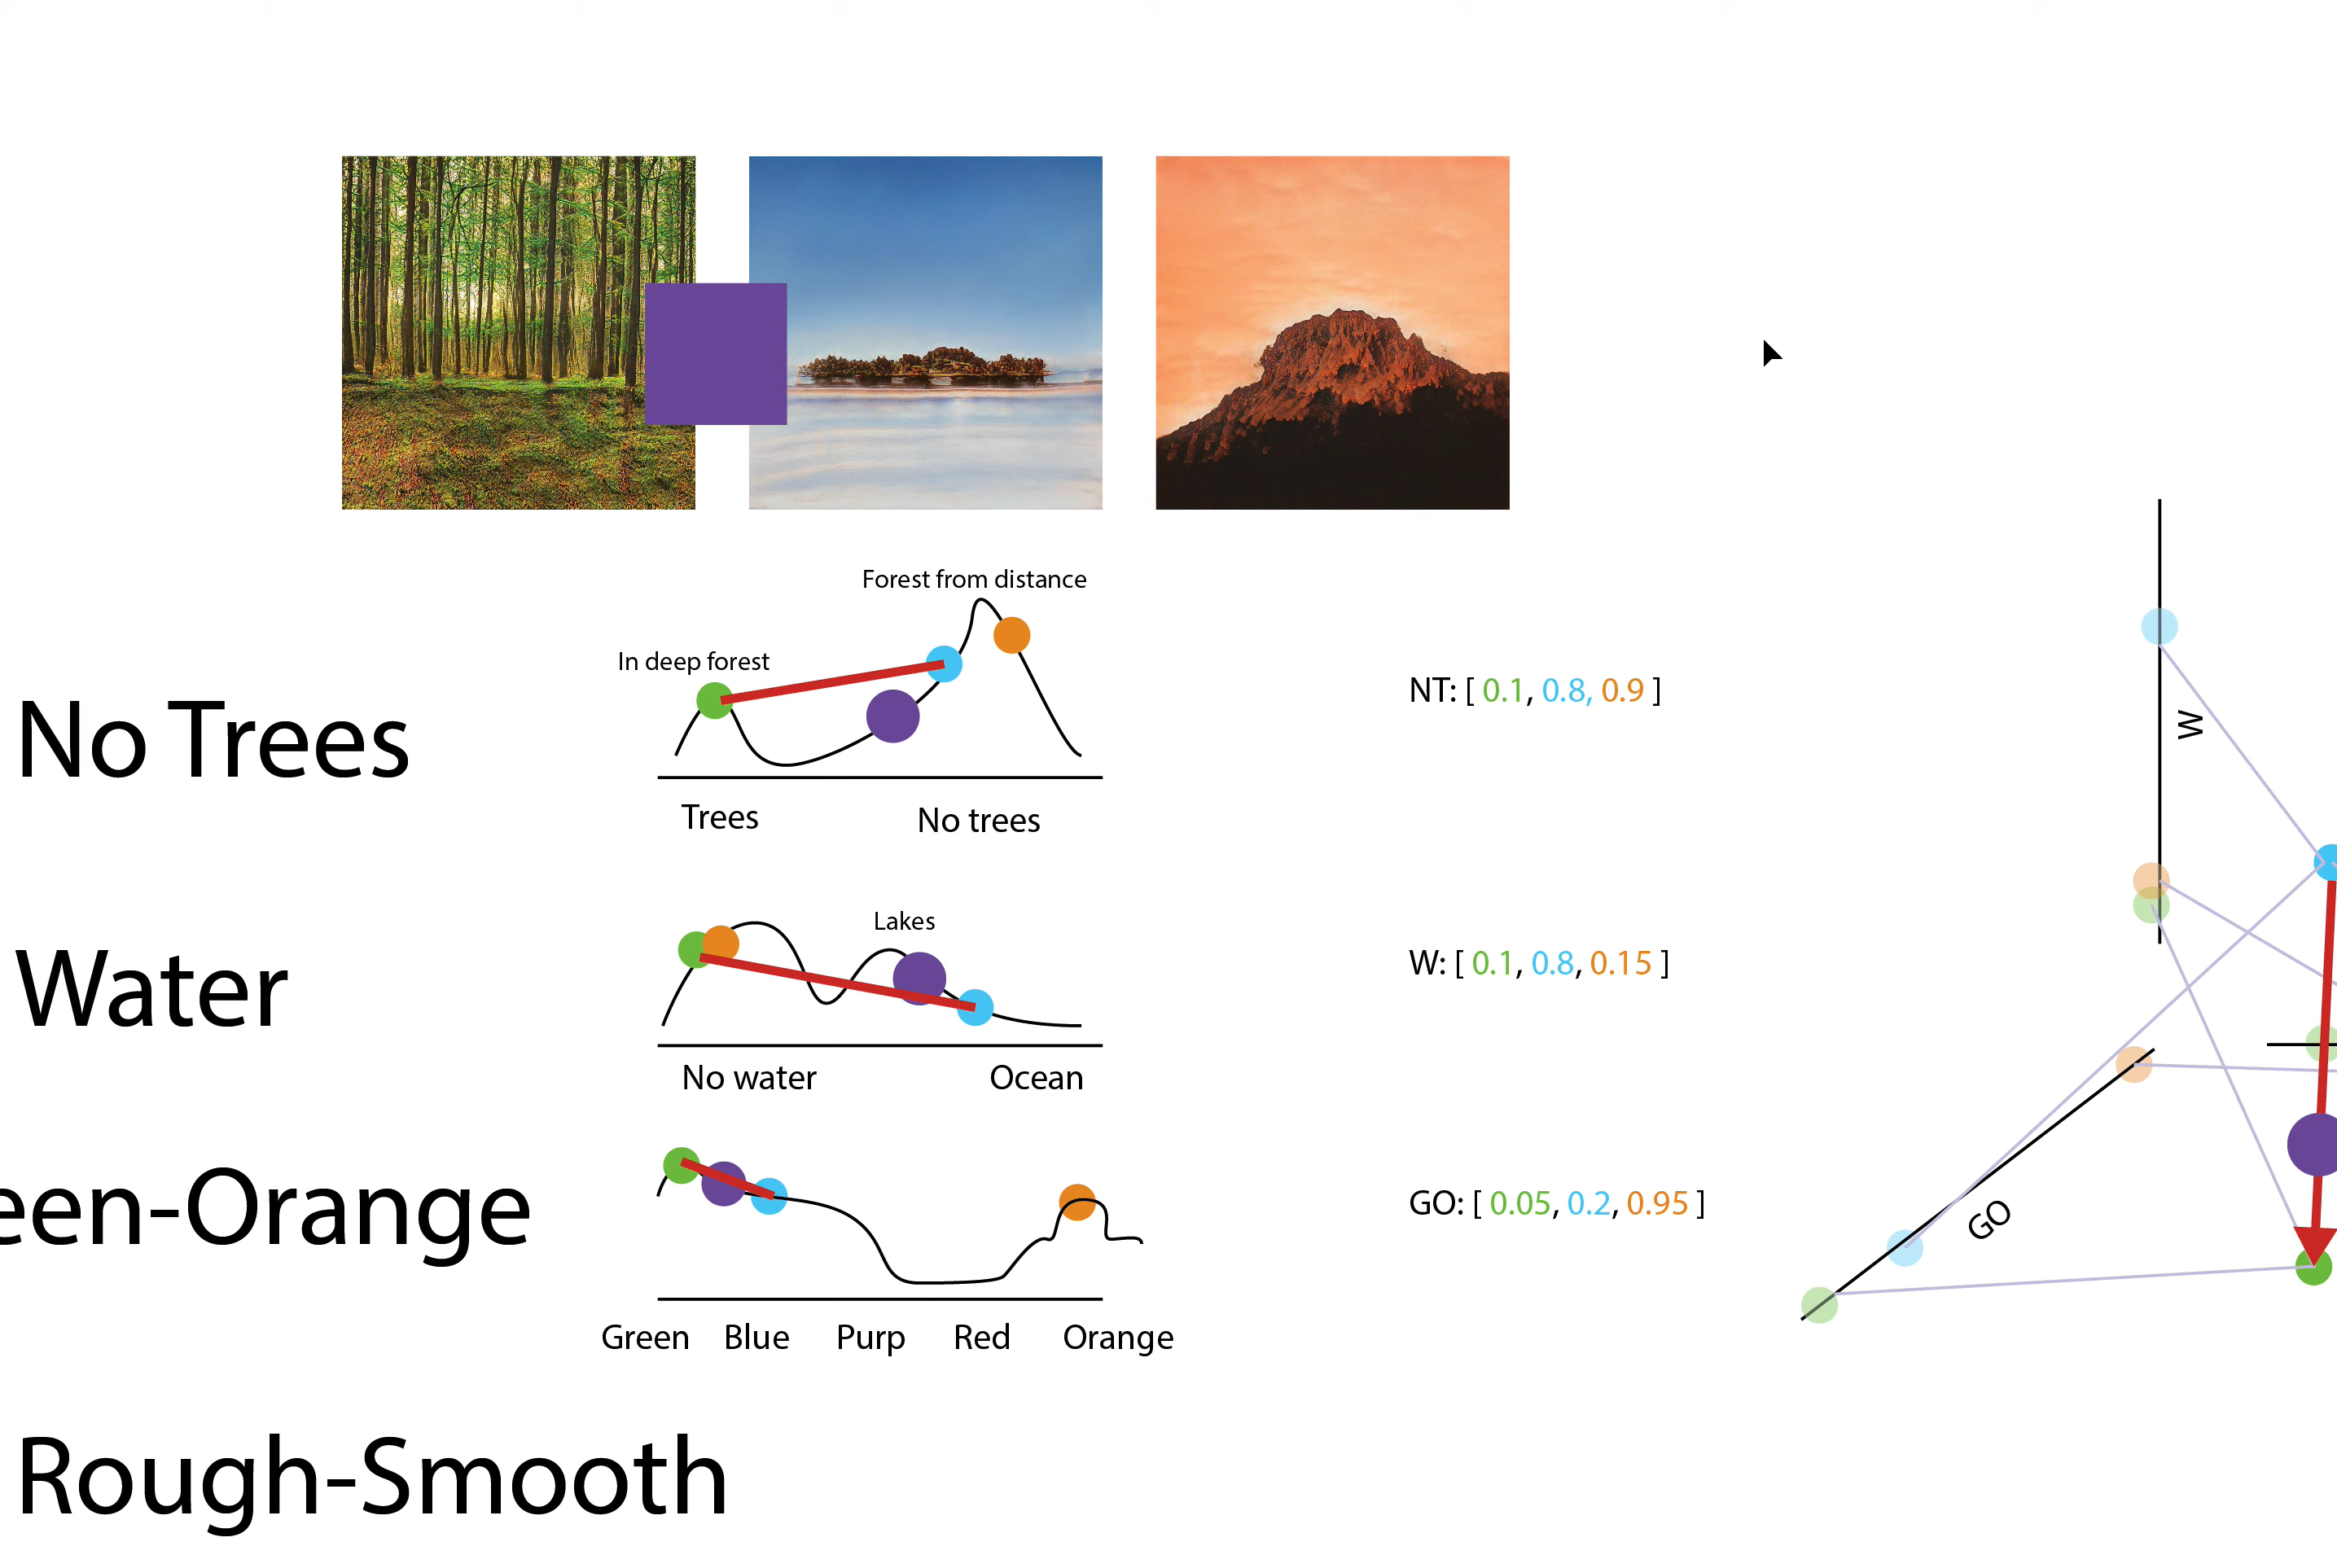 Forest from distance
In deep forest
No Trees
Trees No trees
NT: [ 0.1, 0.8, 0.9 ]
W
Lakes
Water
No water Ocean
W: [ 0.1, 0.8, 0.15 ]
een-Orange
Green Blue Purp Red Orange
GO: [ 0.05, 0.2, 0.95 ]
GO
Rough-Smooth